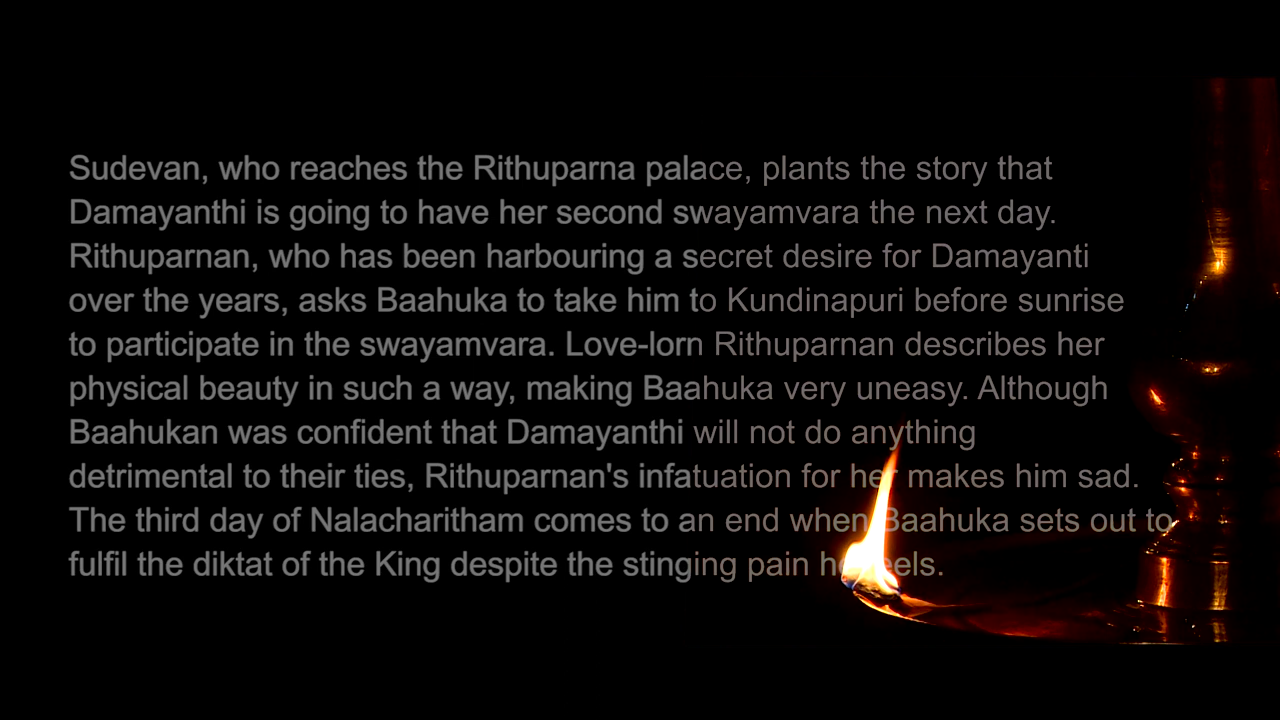 Sudevan, who reaches the Rithuparna palace, plants the story that
Damayanthi is going to have her second swayamvara the next day.
Rithuparnan, who has been harbouring a secret desire for Damayanti
over the years, asks Baahuka to take him to Kundinapuri before sunrise
to participate in the swayamvara. Love-lorn Rithuparnan describes her
physical beauty in such a way, making Baahuka very uneasy. Although
Baahukan was confident that Damayanthi will not do anything
detrimental to their ties, Rithuparnan's infatuation for her makes him sad.
The third day of Nalacharitham comes to an end when Baahuka sets out to
fulfil the diktat of the King despite the stinging pain he feels.